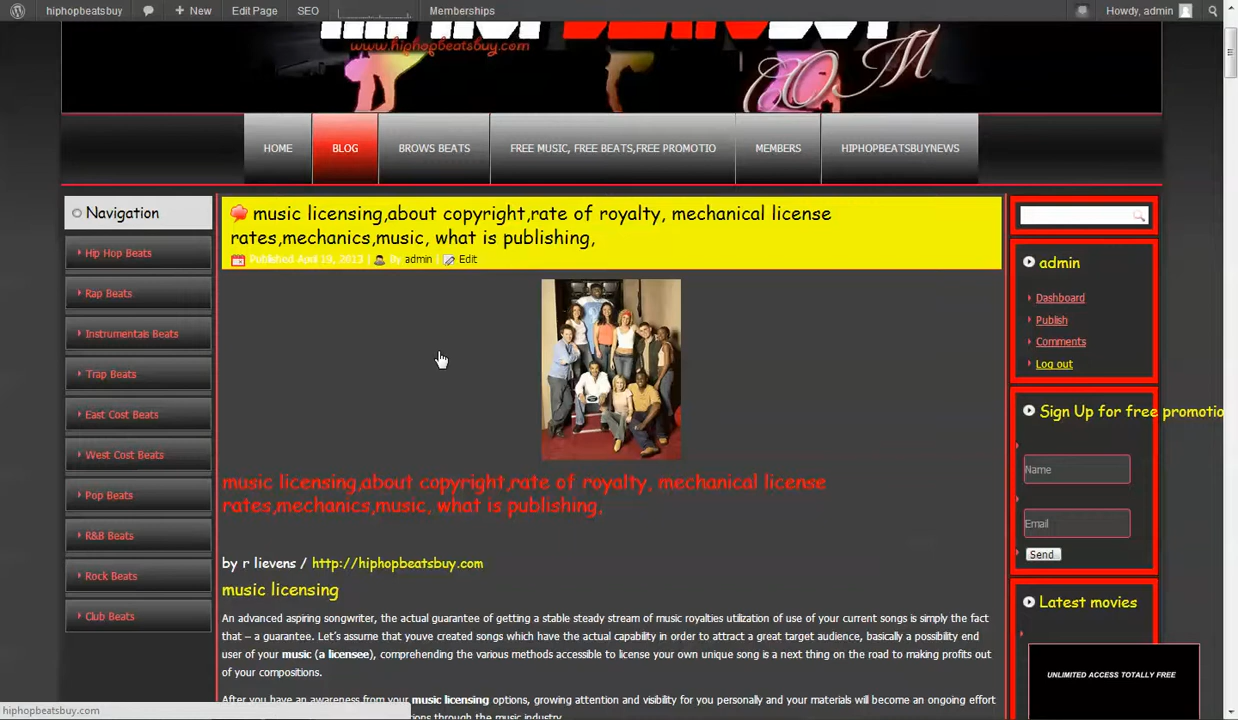 hiphopbeatsbuy
New
Edit Page
SEO
Memberships
Howdy, admin
www.hiphopbeatsbuy.com
COM
HOME
BLOG
BROWS BEATS
FREE MUSIC, FREE BEATS,FREE PROMOTIO
MEMBERS
HIPHOPBEATSBUYNEWS
Navigation
Hip Hop Beats
Rap Beats
Instrumentals Beats
Trap Beats
East Cost Beats
West Cost Beats
Pop Beats
R&B Beats
Rock Beats
Club Beats
music licensing,about copyright,rate of royalty, mechanical license
rates,mechanics,music, what is publishing,
Published April 19, 2013 | By admin | Edit
music licensing,about copyright,rate of royalty, mechanical license
rates,mechanics,music, what is publishing,
by r lievens / http://hiphopbeatsbuy.com
music licensing
An advanced aspiring songwriter, the actual guarantee of getting a stable steady stream of music royalties utilization of use of your current songs is simply the fact
that – a guarantee. Let's assume that youve created songs which have the actual capability in order to attract a great target audience, basically a possibility end
user of your music (a licensee), comprehending the various methods accessible to license your own unique song is a next thing on the road to making profits out
of your compositions.
After you have an awareness from your music licensing options, growing attention and visibility for you personally and your materials will become an ongoing effort
through the music industry
admin
Dashboard
Publish
Comments
Log out
Sign Up for free promotio
Name
Email
Send
Latest movies
UNLIMITED ACCESS TOTALLY FREE
hiphopbeatsbuy.com